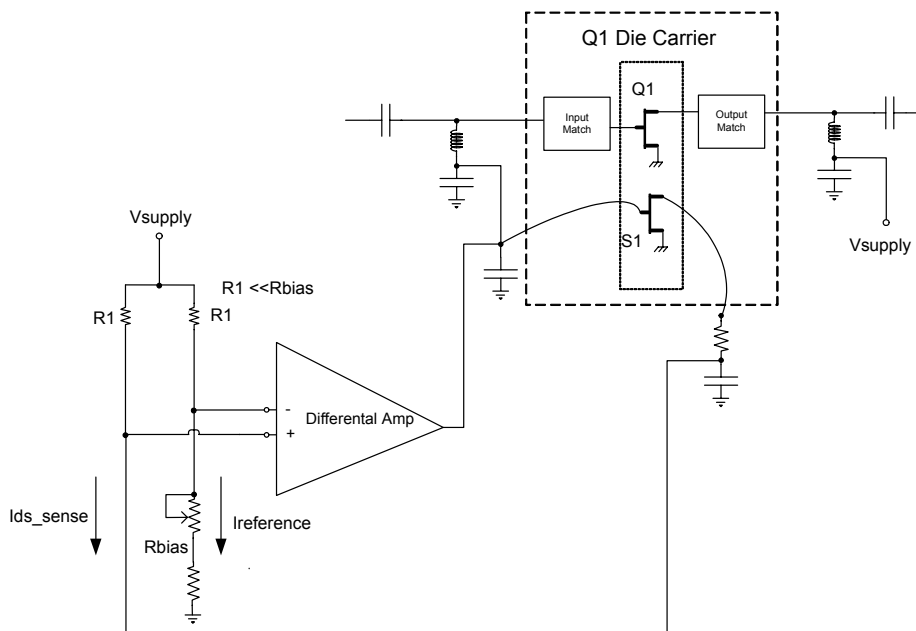 Q1 Die Carrier
Q1
Input
Match
Output
Match
S1
Vsupply
Vsupply
R1 <<Rbias
R1
R1
-
+
Differental Amp
Ids_sense
Ireference
Rbias